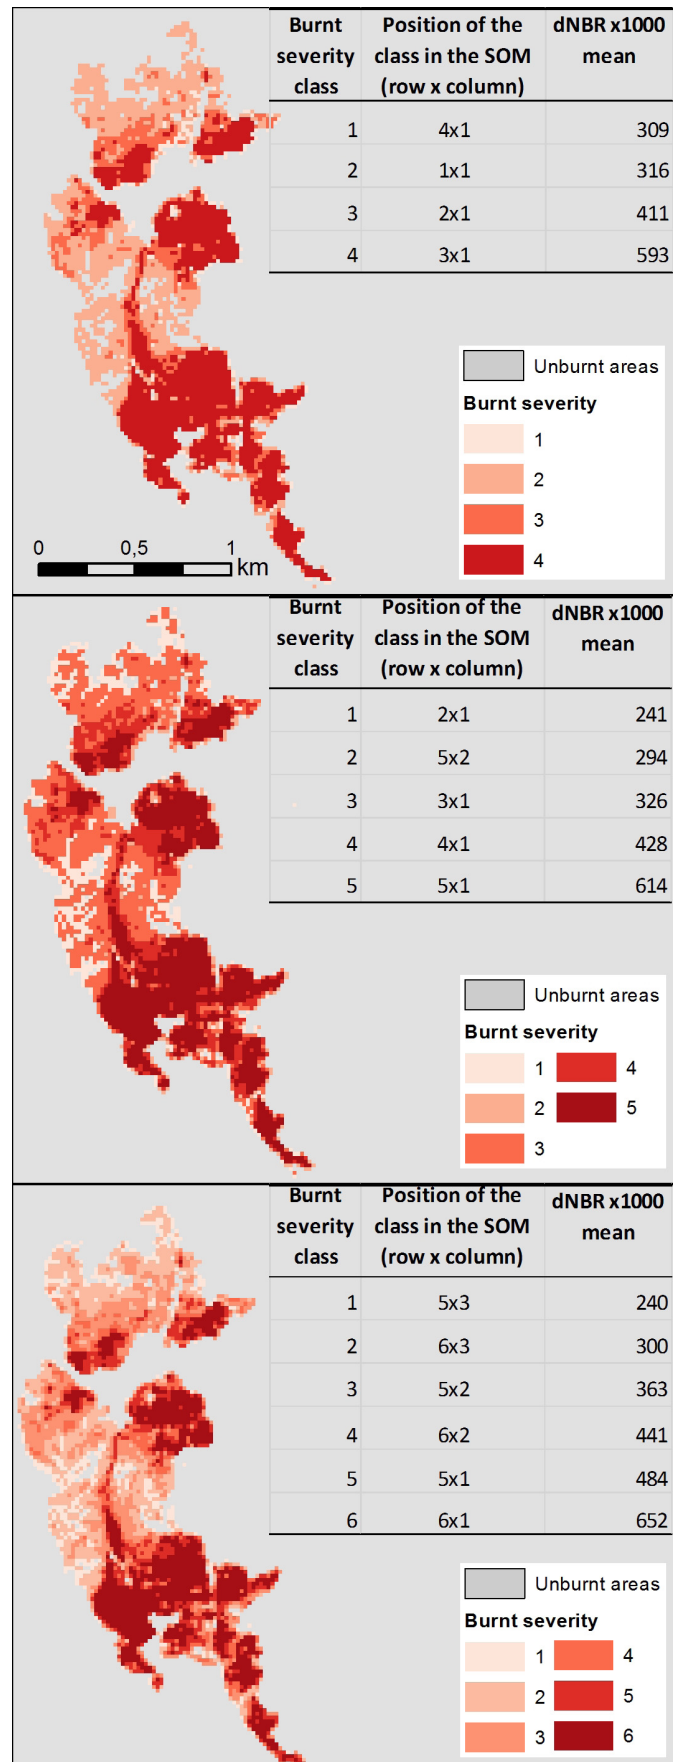 Burnt severity class Position of the class in the SOM (row x column) dNBR x1000 mean
1 4x1 309
2 1x1 316
3 2x1 411
4 3x1 593
Unburnt areas
Burnt severity
1
2
3
4
0 0,5 1 km
Burnt severity class Position of the class in the SOM (row x column) dNBR x1000 mean
1 2x1 241
2 5x2 294
3 3x1 326
4 4x1 428
5 5x1 614
Unburnt areas
Burnt severity
1 4
2 5
3
Burnt severity class Position of the class in the SOM (row x column) dNBR x1000 mean
1 5x3 240
2 6x3 300
3 5x2 363
4 6x2 441
5 5x1 484
6 6x1 652
Unburnt areas
Burnt severity
1 4
2 5
3 6